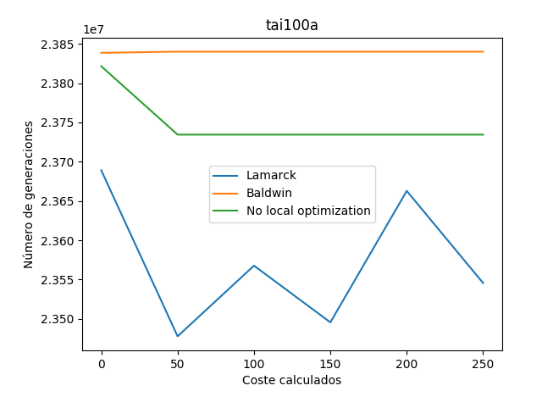 tai100a
1e7
2.385
2.380
2.375
2.370
2.365
2.360
2.355
2.350
Número de generaciones
Lamarck
Baldwin
No local optimization
0 50 100 150 200 250
Coste calculados